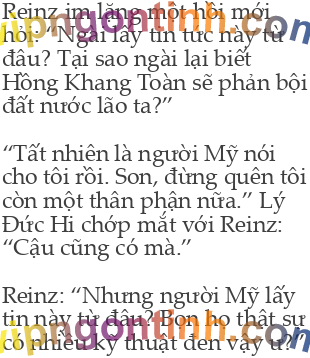 Reinz im lặng một hồi mới
hỏi: “Ngài lấy tin tức này từ
đâu? Tại sao ngài lại biết
Hồng Khang Toàn sẽ phản bội
đất nước lão ta?”
“Tất nhiên là người Mỹ nói
cho tôi rồi. Son, đừng quên tôi
còn một thân phận nữa.” Lý
Đức Hi chớp mắt với Reinz:
“Cậu cũng có mà.”
Reinz: “Nhưng người Mỹ lấy
tin này từ đâu? Bọn họ thật sự
có nhiều kỹ thuật đến vậy ư?”